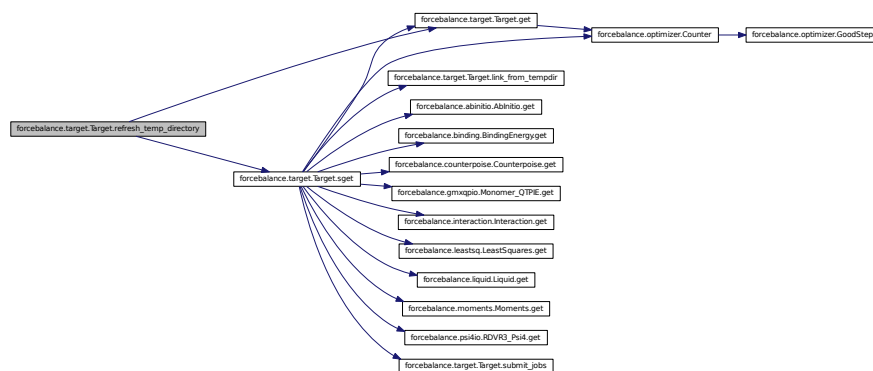 forcebalance.target.Target.get
forcebalance.optimizer.Counter
forcebalance.optimizer.GoodStep
forcebalance.target.Target.link_from_tempdir
forcebalance.abinitio.AbInitio.get
forcebalance.target.Target.refresh_temp_directory
forcebalance.binding.BindingEnergy.get
forcebalance.counterpoise.Counterpoise.get
forcebalance.target.Target.sget
forcebalance.gmxqpio.Monomer_QTPIE.get
forcebalance.interaction.Interaction.get
forcebalance.leastsq.LeastSquares.get
forcebalance.liquid.Liquid.get
forcebalance.moments.Moments.get
forcebalance.psi4io.RDVR3_Psi4.get
forcebalance.target.Target.submit_jobs